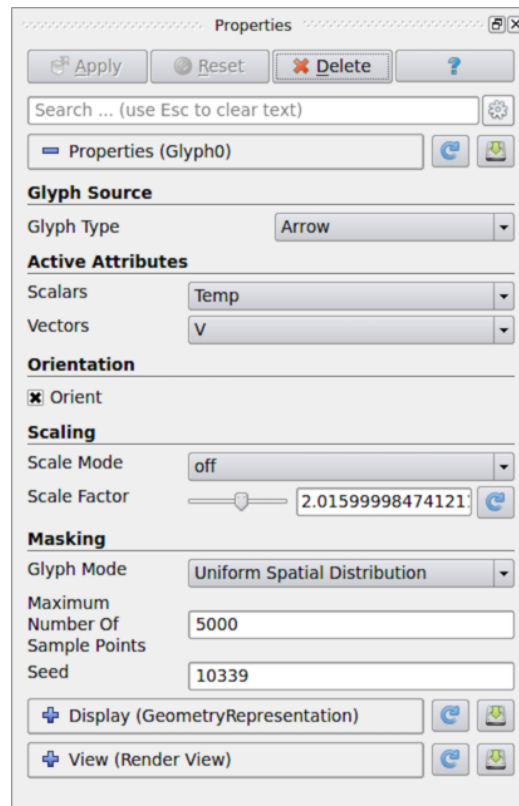 Properties
Apply Reset Delete ?
Search ... (use Esc to clear text)
Properties (Glyph0)
Glyph Source
Glyph Type Arrow
Active Attributes
Scalars Temp
Vectors V
Orientation
Orient
Scaling
Scale Mode off
Scale Factor 2.01599998474121
Masking
Glyph Mode Uniform Spatial Distribution
Maximum
Number Of
Sample Points 5000
Seed 10339
Display (GeometryRepresentation)
View (Render View)